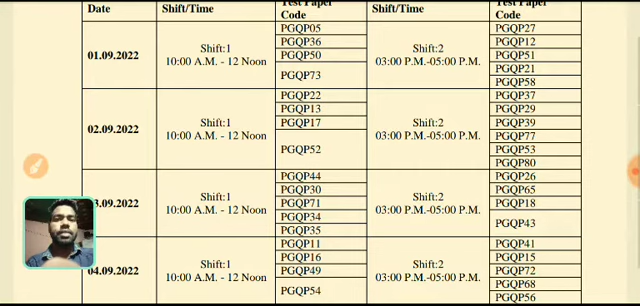 Date Shift/Time Test Paper Code Shift/Time Test Paper Code
01.09.2022
Shift:1
10:00 A.M. - 12 Noon
PGQP05
PGQP36
PGQP50
PGQP73
Shift:2
03:00 P.M.-05:00 P.M.
PGQP27
PGQP12
PGQP51
PGQP21
PGQP58
02.09.2022
Shift:1
10:00 A.M. - 12 Noon
PGQP22
PGQP13
PGQP17
PGQP52
Shift:2
03:00 P.M.-05:00 P.M.
PGQP37
PGQP29
PGQP39
PGQP77
PGQP53
PGQP80
3.09.2022
Shift:1
10:00 A.M. - 12 Noon
PGQP44
PGQP30
PGQP71
PGQP34
PGQP35
Shift:2
03:00 P.M.-05:00 P.M.
PGQP26
PGQP65
PGQP18
PGQP43
04.09.2022
Shift:1
10:00 A.M. - 12 Noon
PGQP11
PGQP16
PGQP49
PGQP54
Shift:2
03:00 P.M.-05:00 P.M.
PGQP41
PGQP15
PGQP72
PGQP68
PGQP56